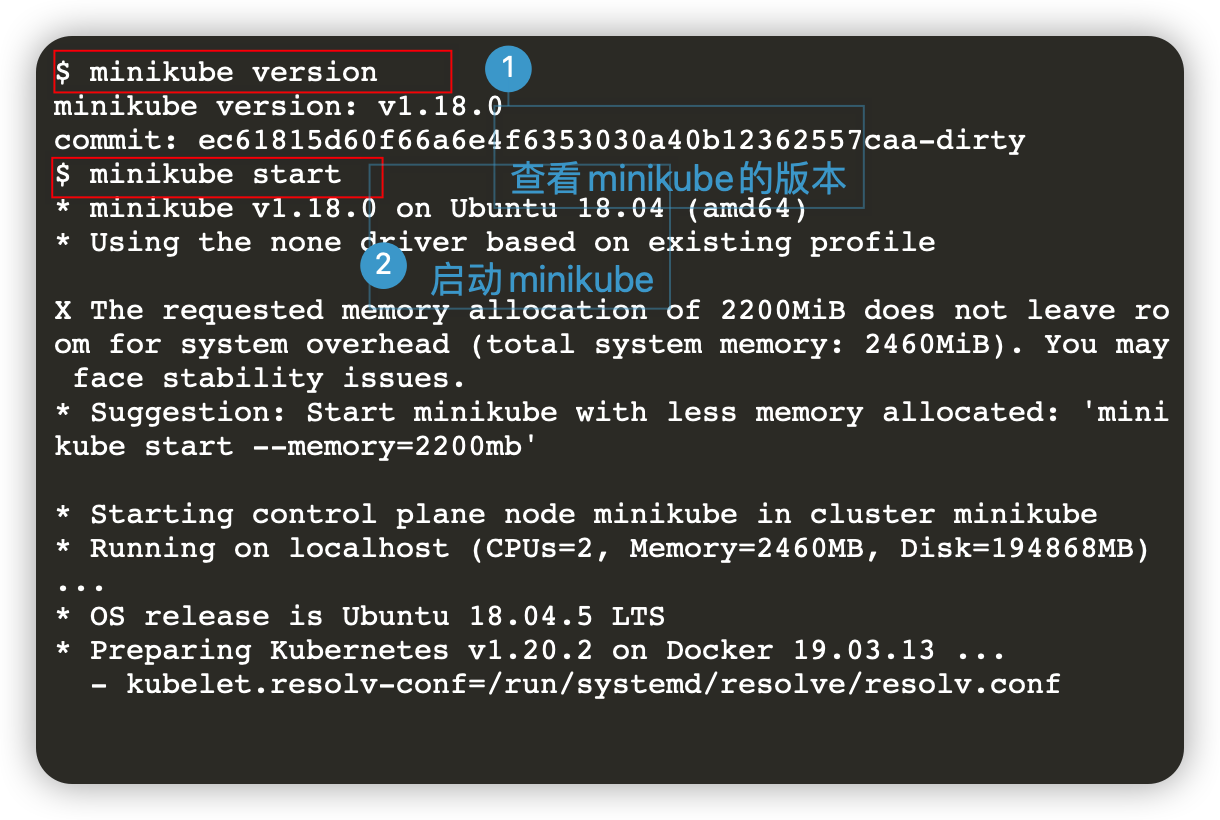 $ minikube version
1
minikube version: v1.18.0
commit: ec61815d60f66a6e4f6353030a40b12362557caa-dirty
$ minikube start
查看minikube的版本
* minikube v1.18.0 on Ubuntu 18.04 (amd64)
* Using the none driver based on existing profile
2
启动minikube
X The requested memory allocation of 2200MiB does not leave ro
om for system overhead (total system memory: 2460MiB). You may
face stability issues.
* Suggestion: Start minikube with less memory allocated: 'mini
kube start --memory=2200mb'
* Starting control plane node minikube in cluster minikube
* Running on localhost (CPUs=2, Memory=2460MB, Disk=194868MB)
...
* OS release is Ubuntu 18.04.5 LTS
* Preparing Kubernetes v1.20.2 on Docker 19.03.13 ...
- kubelet.resolv-conf=/run/systemd/resolve/resolv.conf